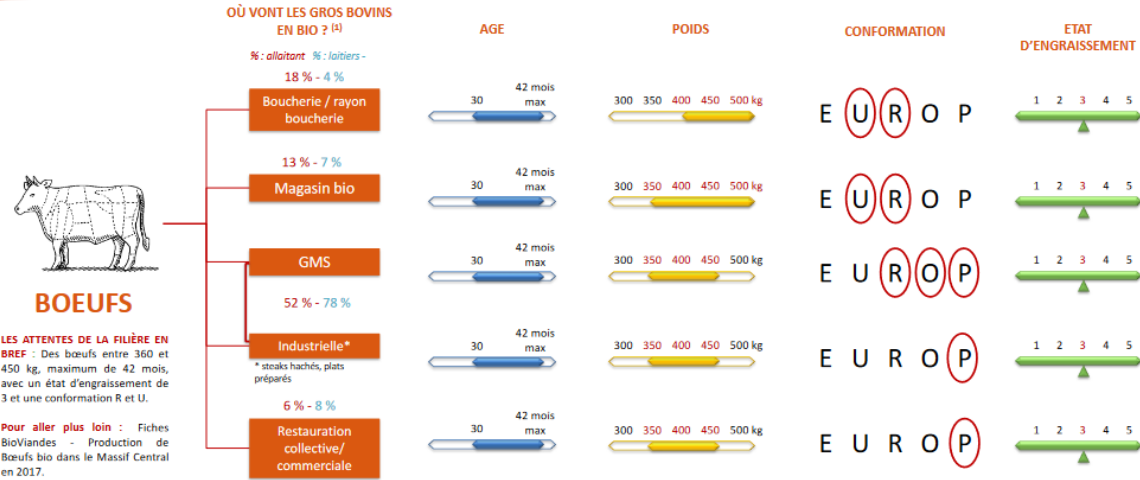 OÙ VONT LES GROS BOVINS
EN BIO ? (1)
AGE
POIDS
CONFORMATION
ETAT
D'ENGRAISSEMENT
% : allaitant % : laitiers -
18 % - 4 %
Boucherie / rayon
boucherie
30
42 mois
max
300 350 400 450 500 kg
E U R O P
1 2 3 4 5
13 % - 7 %
Magasin bio
30
42 mois
max
300 350 400 450 500 kg
E U R O P
1 2 3 4 5
GMS
30
42 mois
max
300 350 400 450 500 kg
E U R O P
1 2 3 4 5
52 % - 78 %
Industrielle*
* steaks hachés, plats
préparés
30
42 mois
max
300 350 400 450 500 kg
E U R O P
1 2 3 4 5
6 % - 8 %
Restauration
collective/
commerciale
30
42 mois
max
300 350 400 450 500 kg
E U R O P
1 2 3 4 5
BOEUFS
LES ATTENTES DE LA FILIÈRE EN
BREF : Des bœufs entre 360 et
450 kg, maximum de 42 mois,
avec un état d'engraissement de
3 et une conformation R et U.
Pour aller plus loin : Fiches
BioViandes - Production de
Bœufs bio dans le Massif Central
en 2017.